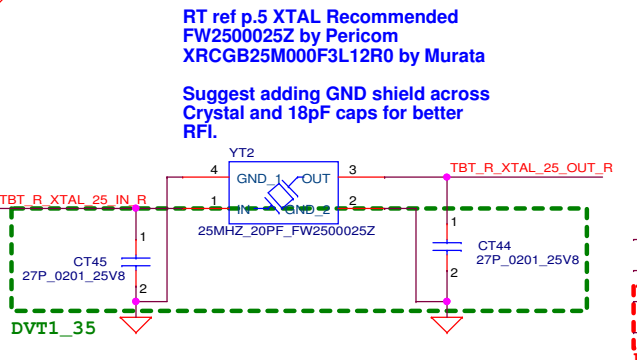 RT ref p.5 XTAL Recommended
FW2500025Z by Pericom
XRCGB25M000F3L12R0 by Murata
Suggest adding GND shield across
Crystal and 18pF caps for better
RFI.
YT2
4 GND_1 OUT 3
TBT_R_XTAL_25_OUT_R
TBT_R_XTAL_25_IN_R
1 IN GND_2 2
25MHZ_20PF_FW2500025Z
1
CT45
27P_0201_25V8
2
1
CT44
27P_0201_25V8
2
DVT1_35